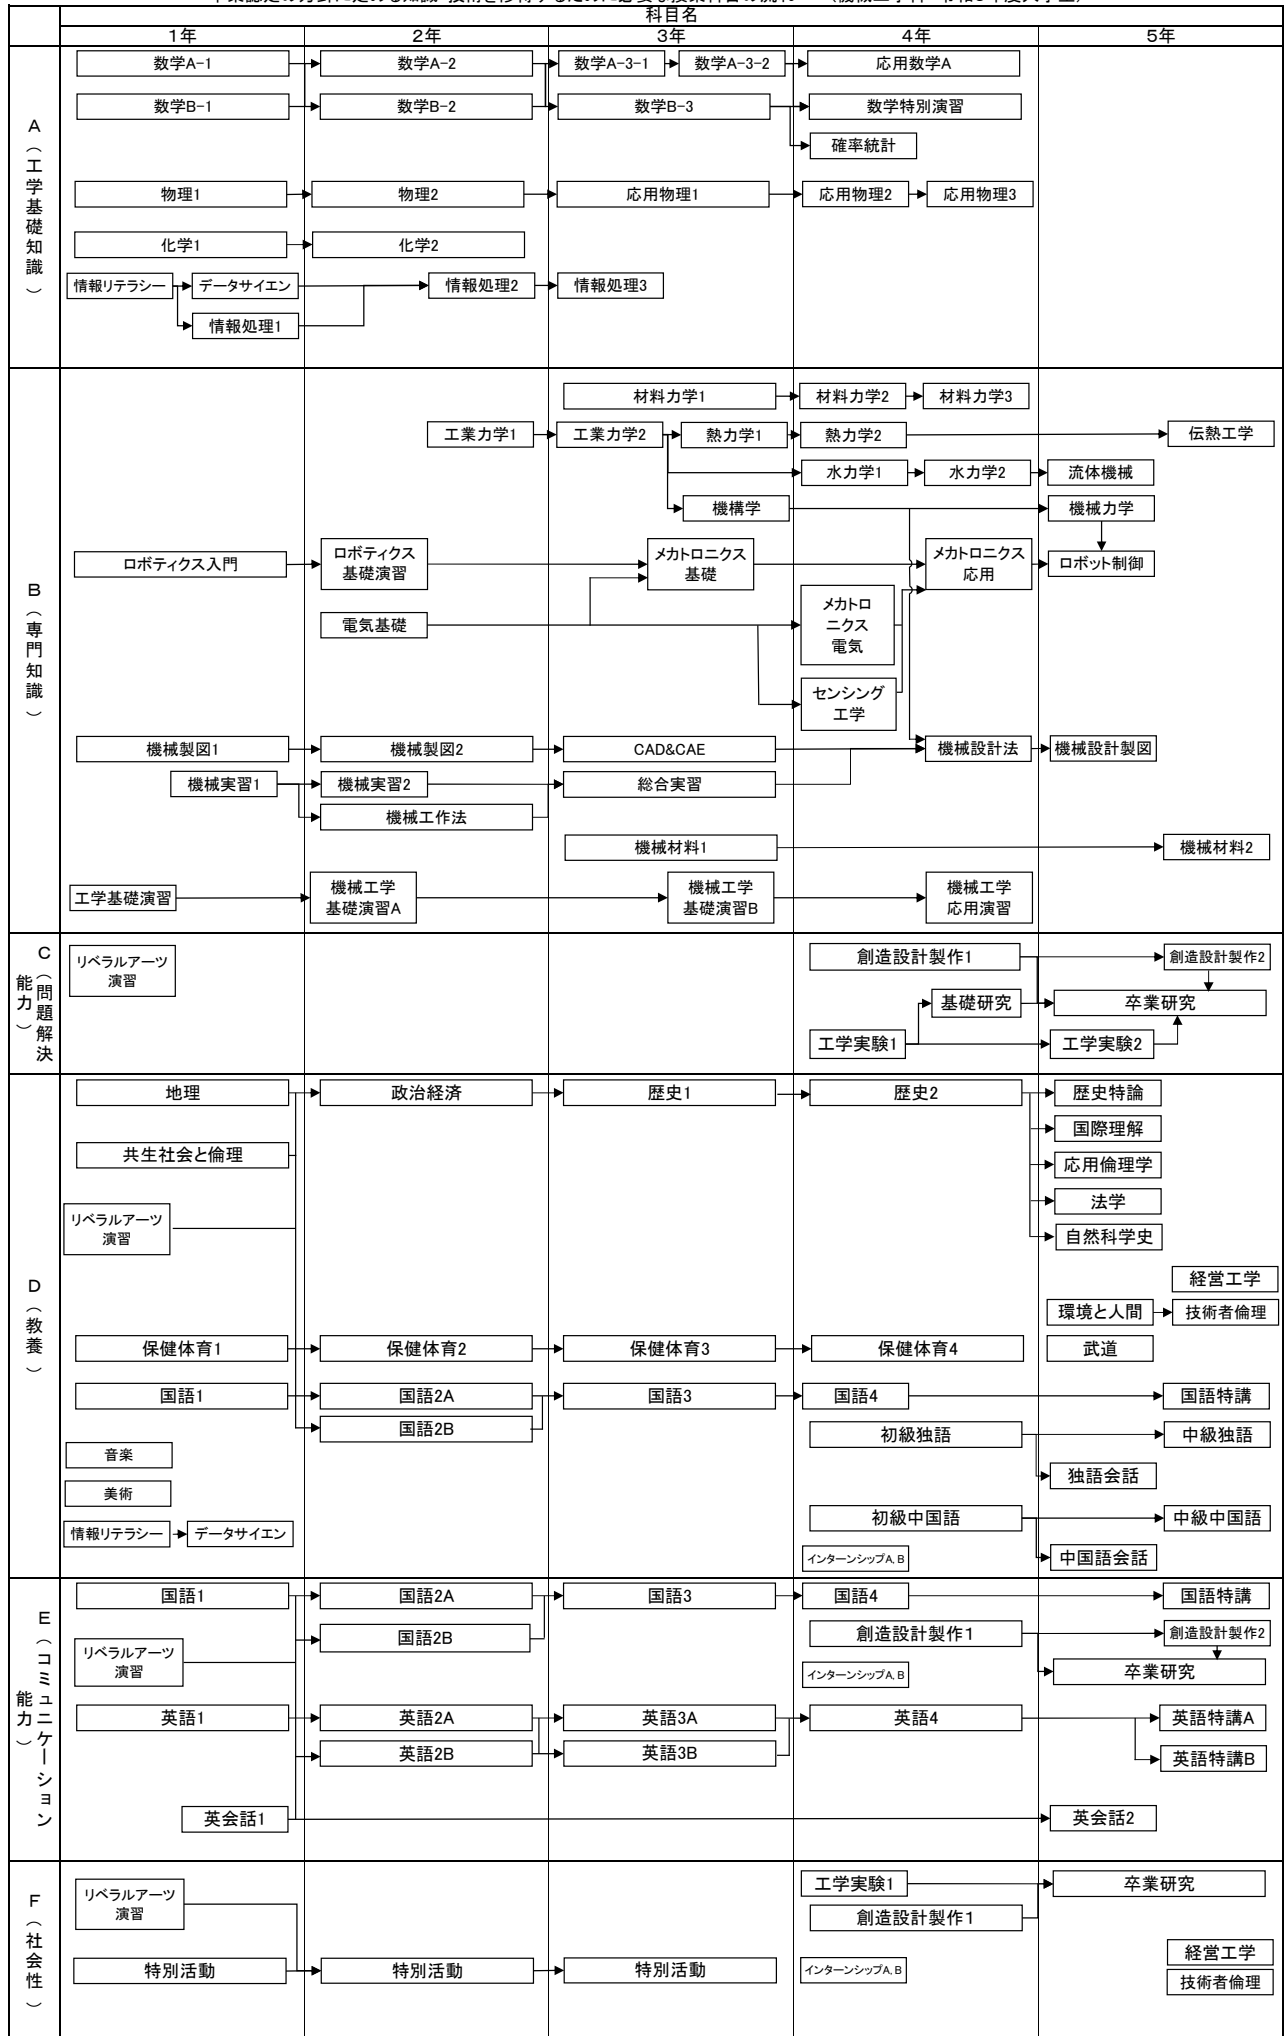 科目名
1年
2年
3年
4年
5年
A(工学基礎知識)
数学A-1
数学A-2
数学A-3-1
数学A-3-2
応用数学A
数学B-1
数学B-2
数学B-3
数学特別演習
確率統計
物理1
物理2
応用物理1
応用物理2
応用物理3
化学1
化学2
情報リテラシー
データサイエン
情報処理2
情報処理3
情報処理1
B(専門知識)
材料力学1
材料力学2
材料力学3
工業力学1
工業力学2
熱力学1
熱力学2
伝熱工学
水力学1
水力学2
流体機械
機構学
機械力学
ロボティクス入門
ロボティクス
基礎演習
メカトロニクス
基礎
メカトロニクス
応用
ロボット制御
電気基礎
メカトロ
ニクス
電気
センシング
工学
機械製図1
機械製図2
CAD&CAE
機械設計法
機械設計製図
機械実習1
機械実習2
総合実習
機械工作法
機械材料1
機械材料2
工学基礎演習
機械工学
基礎演習A
機械工学
基礎演習B
機械工学
応用演習
C(問題解決
能力)
リベラルアーツ
演習
創造設計製作1
創造設計製作2
基礎研究
卒業研究
工学実験1
工学実験2
D(教養)
地理
政治経済
歴史1
歴史2
歴史特論
国際理解
共生社会と倫理
応用倫理学
リベラルアーツ
演習
法学
自然科学史
経営工学
環境と人間
技術者倫理
保健体育1
保健体育2
保健体育3
保健体育4
武道
国語1
国語2A
国語3
国語4
国語特講
国語2B
初級独語
中級独語
音楽
独語会話
美術
初級中国語
中級中国語
情報リテラシー
データサイエン
インターンシップA,B
中国語会話
E(コミュニケーション
能力)
国語1
国語2A
国語3
国語4
国語特講
国語2B
創造設計製作1
創造設計製作2
リベラルアーツ
演習
インターンシップA,B
卒業研究
英語1
英語2A
英語3A
英語4
英語特講A
英語2B
英語3B
英語特講B
英会話1
英会話2
F(社会性)
リベラルアーツ
演習
工学実験1
卒業研究
創造設計製作1
特別活動
特別活動
特別活動
インターンシップA,B
経営工学
技術者倫理